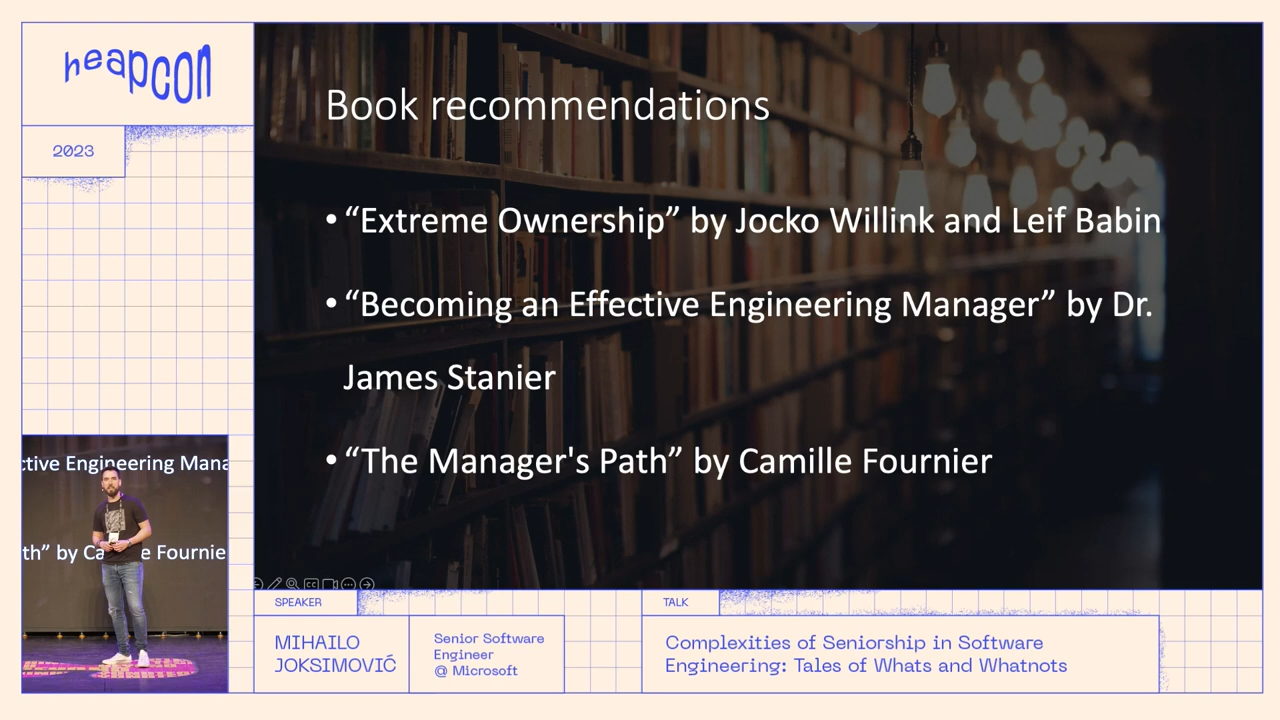 heapcon
2023
Book recommendations
• “Extreme Ownership” by Jocko Willink and Leif Babin
• “Becoming an Effective Engineering Manager” by Dr.
James Stanier
• “The Manager's Path” by Camille Fournier
ctive Engineering Mana
th” by Ca le Fournie
SPEAKER
MIHAILO
JOKSIMOVIĆ
Senior Software
Engineer
@ Microsoft
TALK
Complexities of Seniorship in Software
Engineering: Tales of Whats and Whatnots